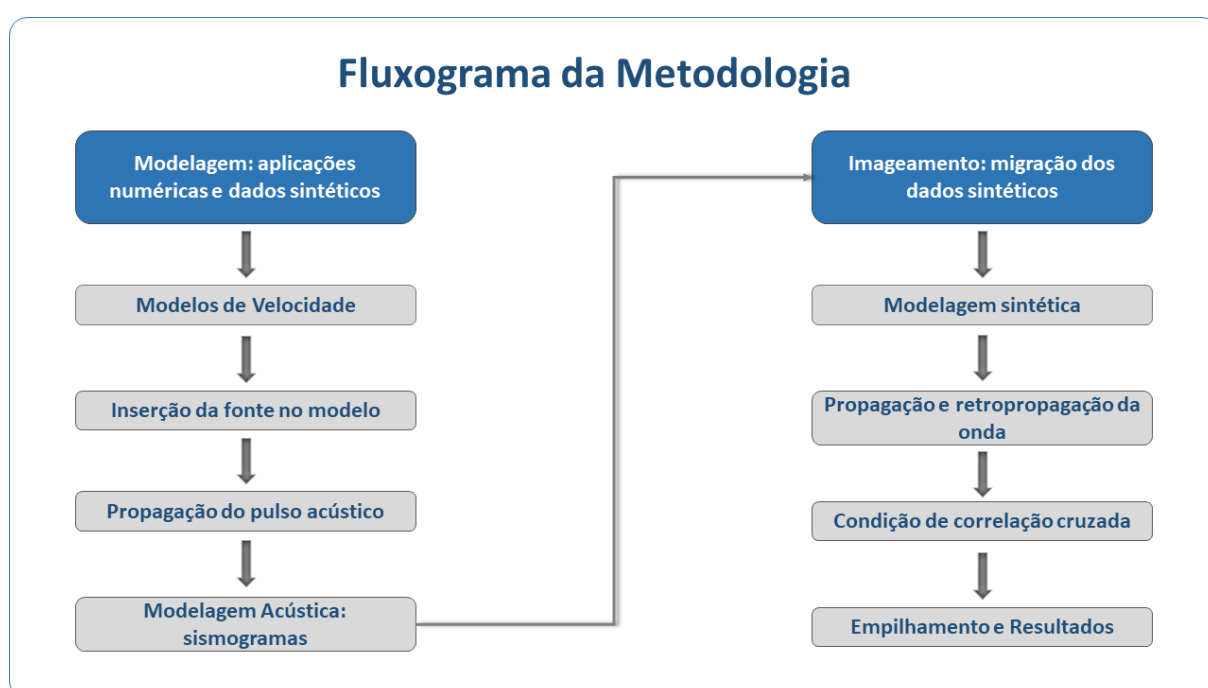 Fluxograma da Metodologia
Modelagem: aplicações
numéricas e dados sintéticos
Modelos de Velocidade
Inserção da fonte no modelo
Propagação do pulso acústico
Modelagem Acústica:
sismogramas
Imageamento: migração dos
dados sintéticos
Modelagem sintética
Propagação e retropropagação da
onda
Condição de correlação cruzada
Empilhamento e Resultados